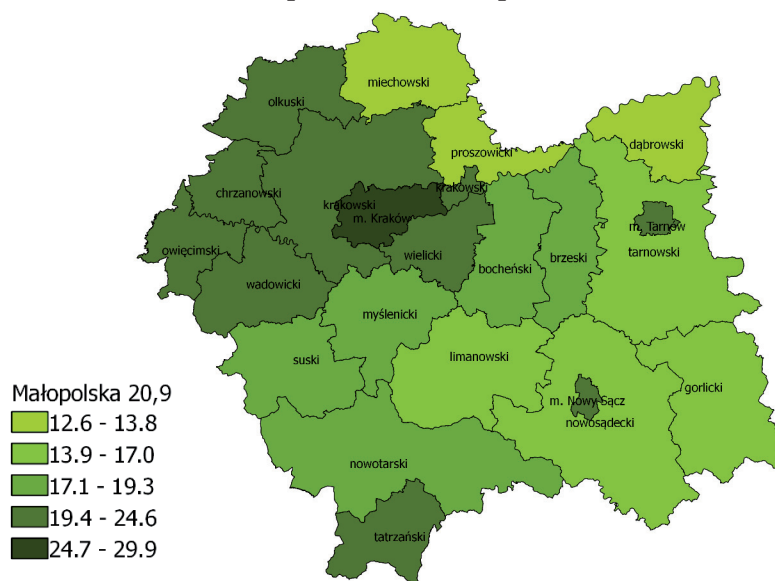 miechowski
olkuski
dąbrowski
proszowicki
chrzanowski
krakowski
krakowski
m. Kraków
m. Tarnów
owięcimski
wielicki
tarnowski
bocheński
brzeski
wadowicki
myślenicki
limanowski
suski
gorlicki
m. Nowy Sącz
nowosądecki
nowotarski
tatrzański
Małopolska 20,9
12.6 - 13.8
13.9 - 17.0
17.1 - 19.3
19.4 - 24.6
24.7 - 29.9